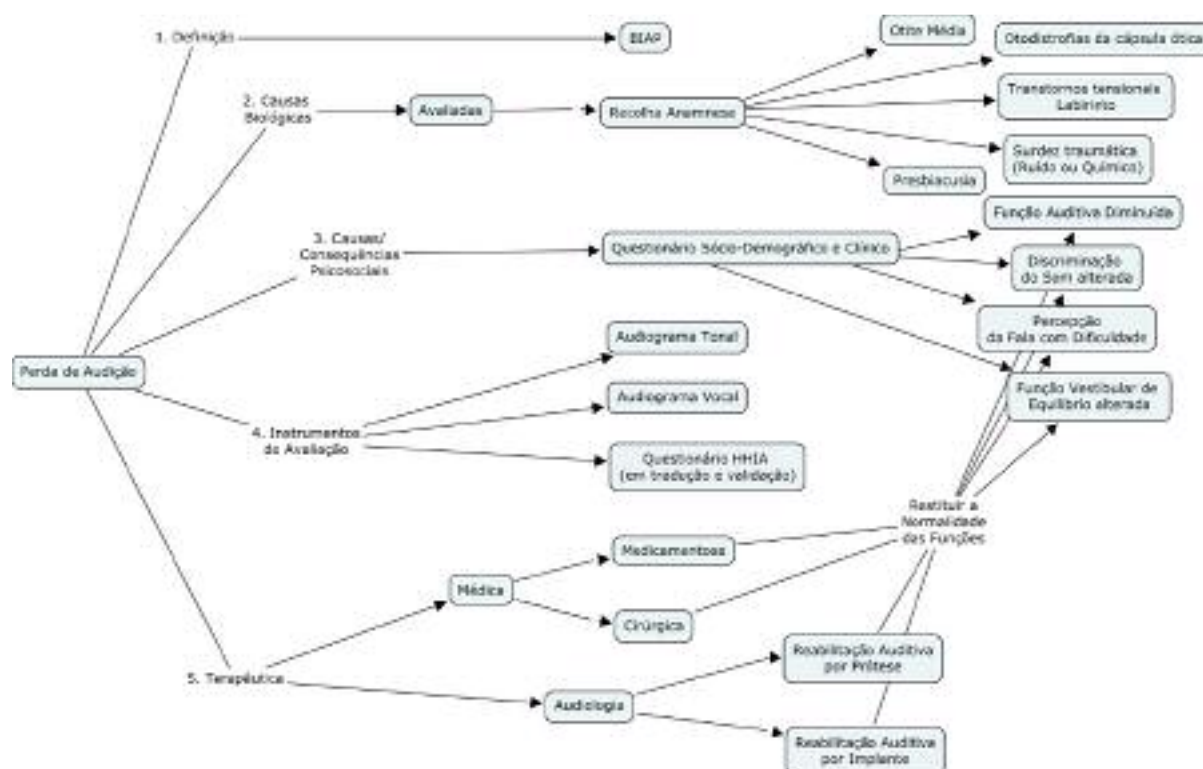 1. Definição
BIAP
Otite Média
Otodistrofias da cápsula ótica
2. Causas
Biológicas
Avaliadas
Recolha Anamnese
Transtornos tensionais
Labirinto
Surdez traumática
(Ruído ou Químico)
Presbiacusia
3. Causas/
Consequências
Psicosociais
Questionário Sócio-Demográfico e Clínico
Função Auditiva Diminuída
Discriminação
do Som alterada
Percepção
da Fala com Dificuldade
Função Vestibular de
Equilíbrio alterada
Perda de Audição
4. Instrumentos
de Avaliação
Audiograma Tonal
Audiograma Vocal
Questionário HHIA
(em tradução e validação)
Restituir a
Normalidade
das Funções
5. Terapêutica
Médica
Medicamentosa
Cirúrgica
Audiologia
Reabilitação Auditiva
por Prótese
Reabilitação Auditiva
por Implante